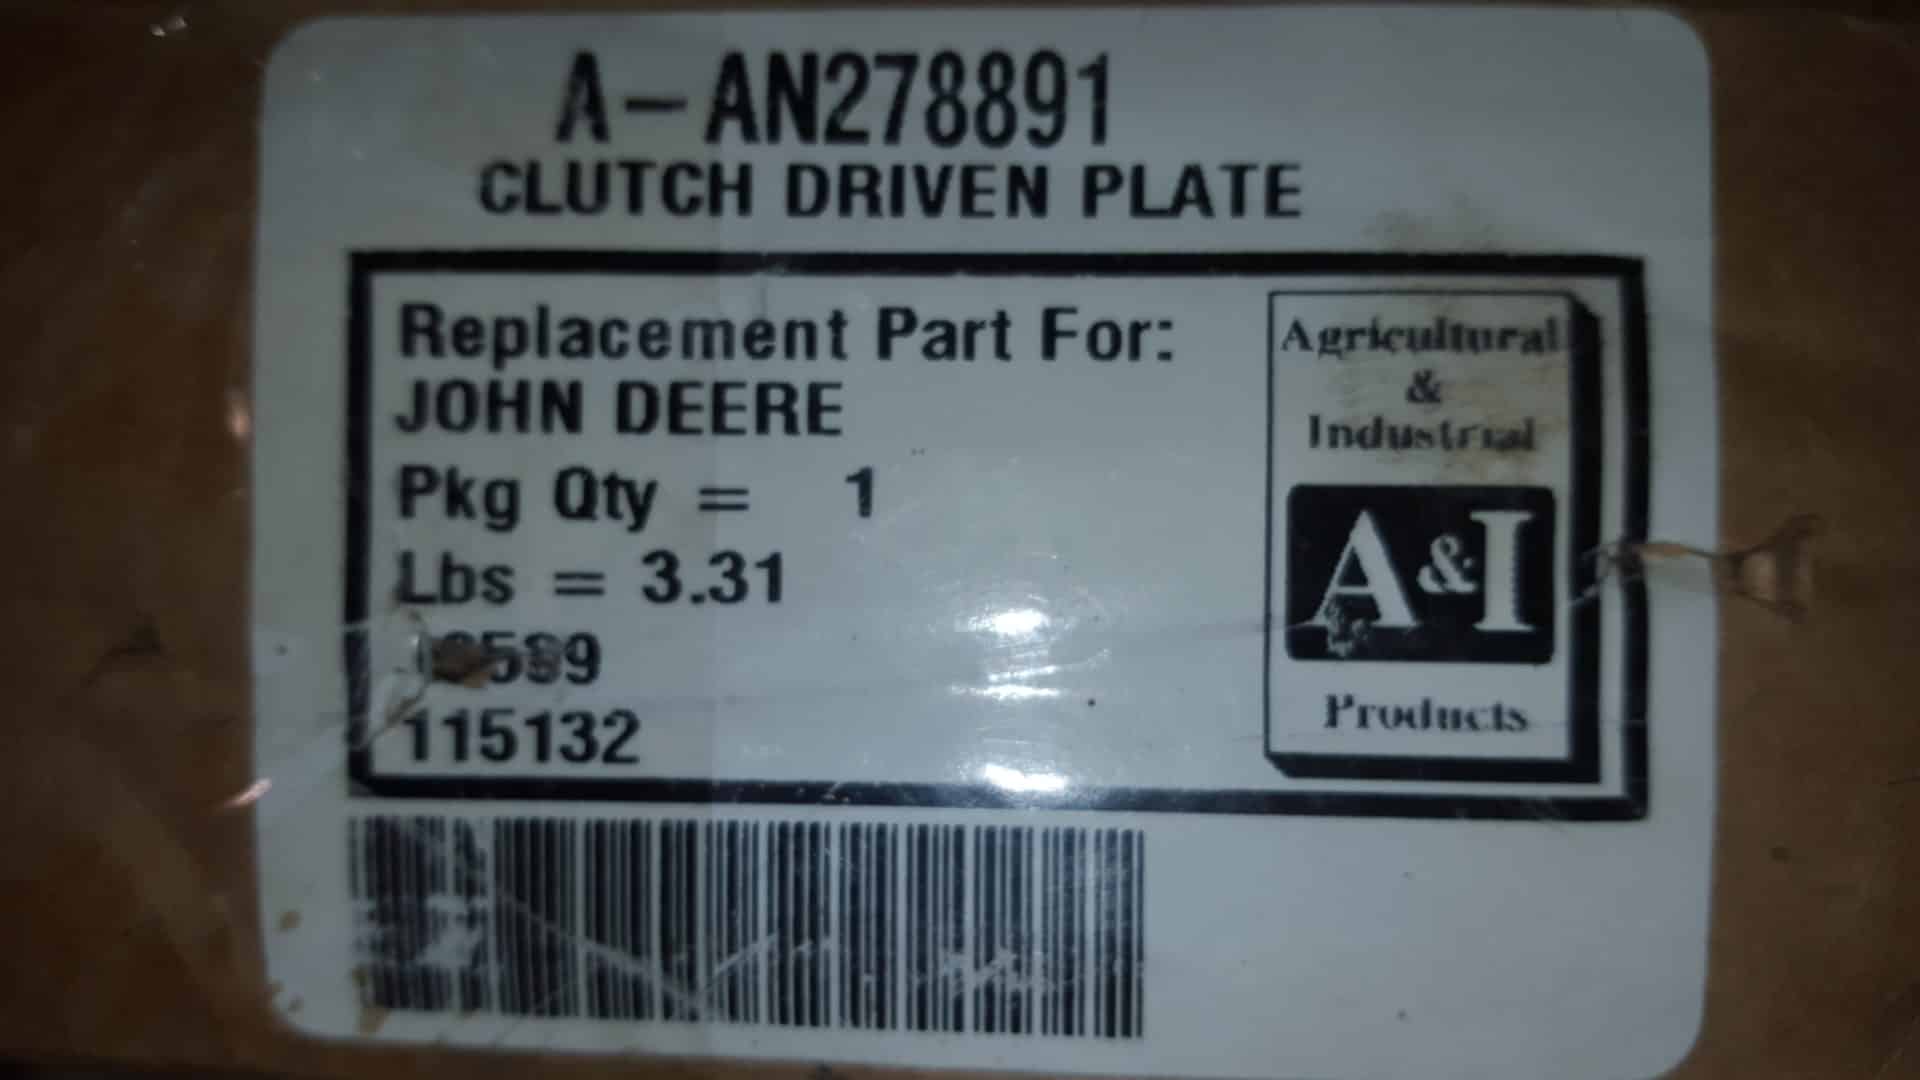 A-AN278891
CLUTCH DRIVEN PLATE
Replacement Part For:
JOHN DEERE
Pkg Qty = 1
Lbs = 3.31
115132
Agricultural
&
Industrial
A&I
Products